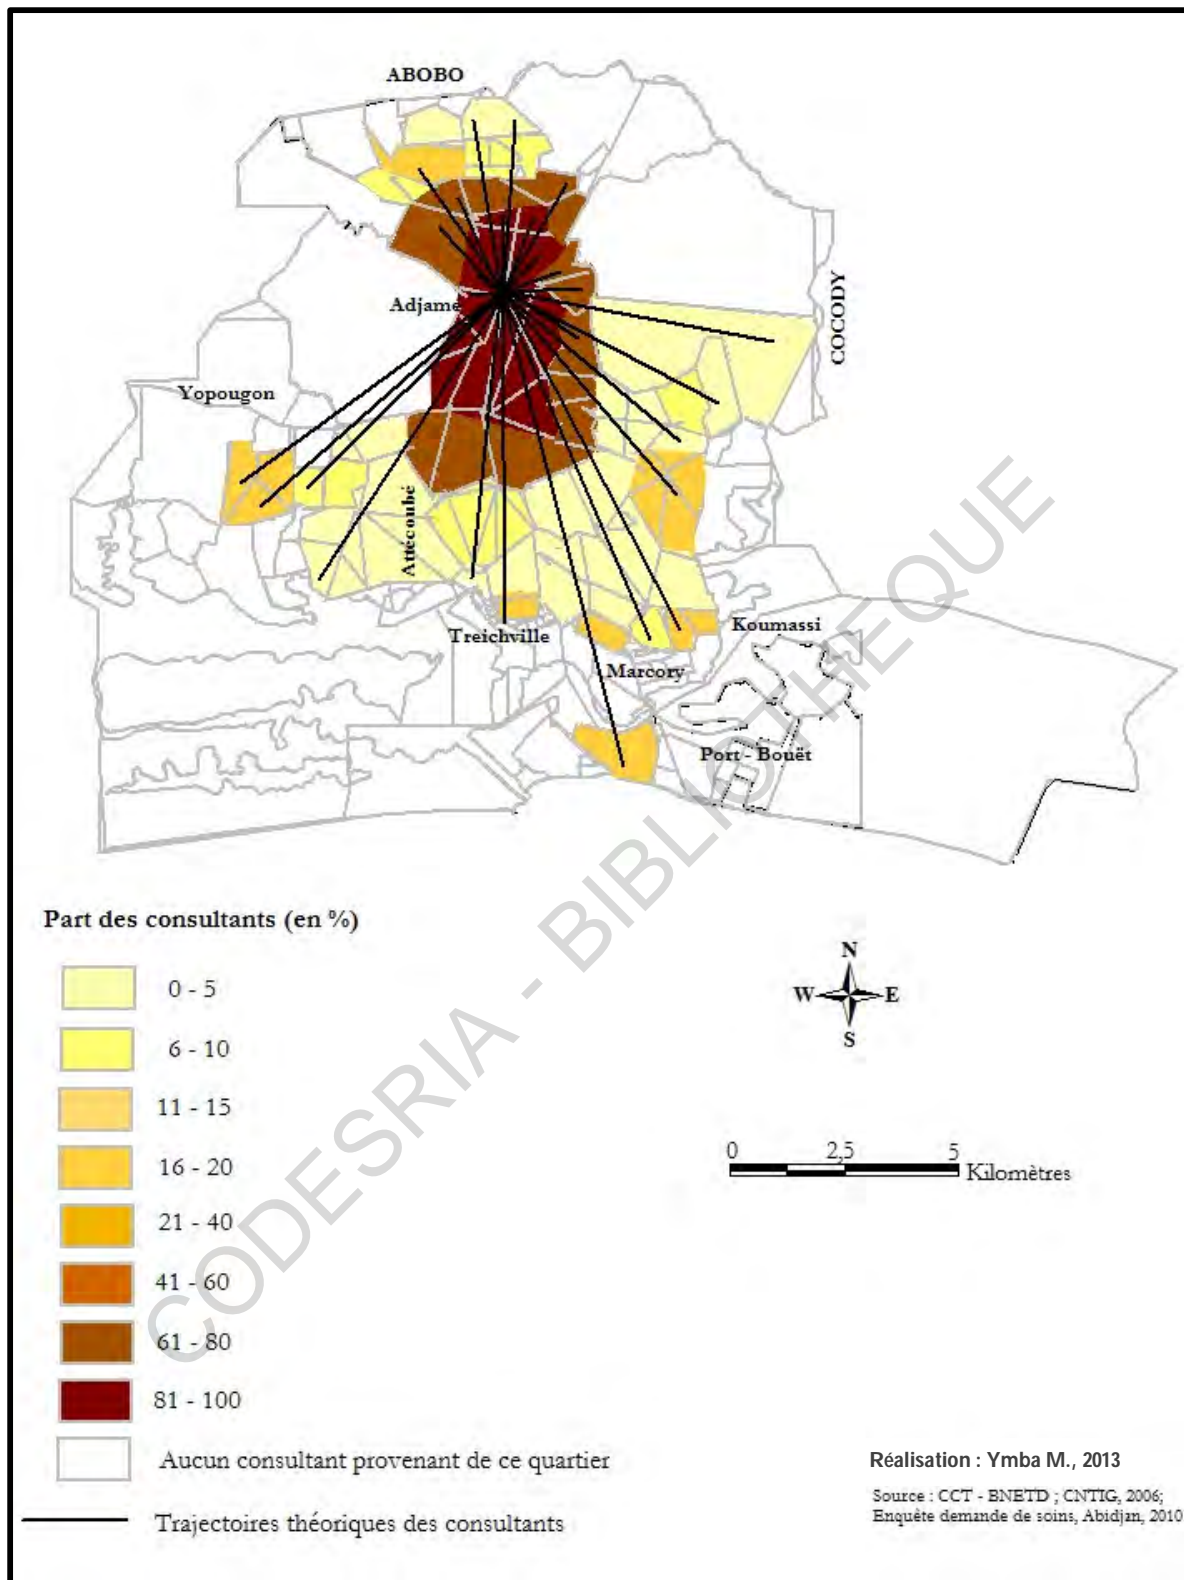 ABOBO
Adjamé
COCODY
Yopougon
Attécoubé
Treichville
Koumassi
Marcory
Port - Bouët
CODESRIA - BIBLIOTHEQUE
Part des consultants (en %)
0 - 5
6 - 10
11 - 15
16 - 20
21 - 40
41 - 60
61 - 80
81 - 100
Aucun consultant provenant de ce quartier
Trajectoires théoriques des consultants
N
W E
S
0 2,5 5
Kilomètres
Réalisation : Ymba M., 2013
Source : CCT - BNETD ; CNTIG, 2006;
Enquête demande de soins, Abidjan, 2010